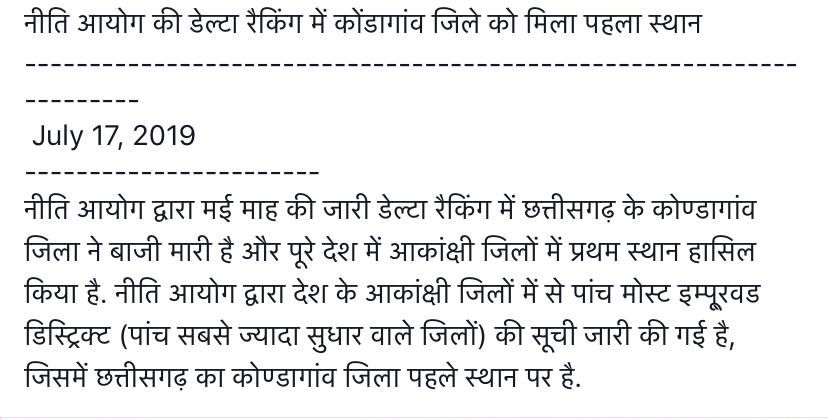 नीति आयोग की डेल्टा रैकिंग में कोंडागांव जिले को मिला पहला स्थान
------------------------------------------------------------
---------
July 17, 2019
-----------------------
नीति आयोग द्वारा मई माह की जारी डेल्टा रैकिंग में छत्तीसगढ़ के कोण्डागांव
जिला ने बाजी मारी है और पूरे देश में आकांक्षी जिलों में प्रथम स्थान हासिल
किया है. नीति आयोग द्वारा देश के आकांक्षी जिलों में से पांच मोस्ट इम्पू्रवड
डिस्ट्रिक्ट (पांच सबसे ज्यादा सुधार वाले जिलों) की सूची जारी की गई है,
जिसमें छत्तीसगढ़ का कोण्डागांव जिला पहले स्थान पर है.